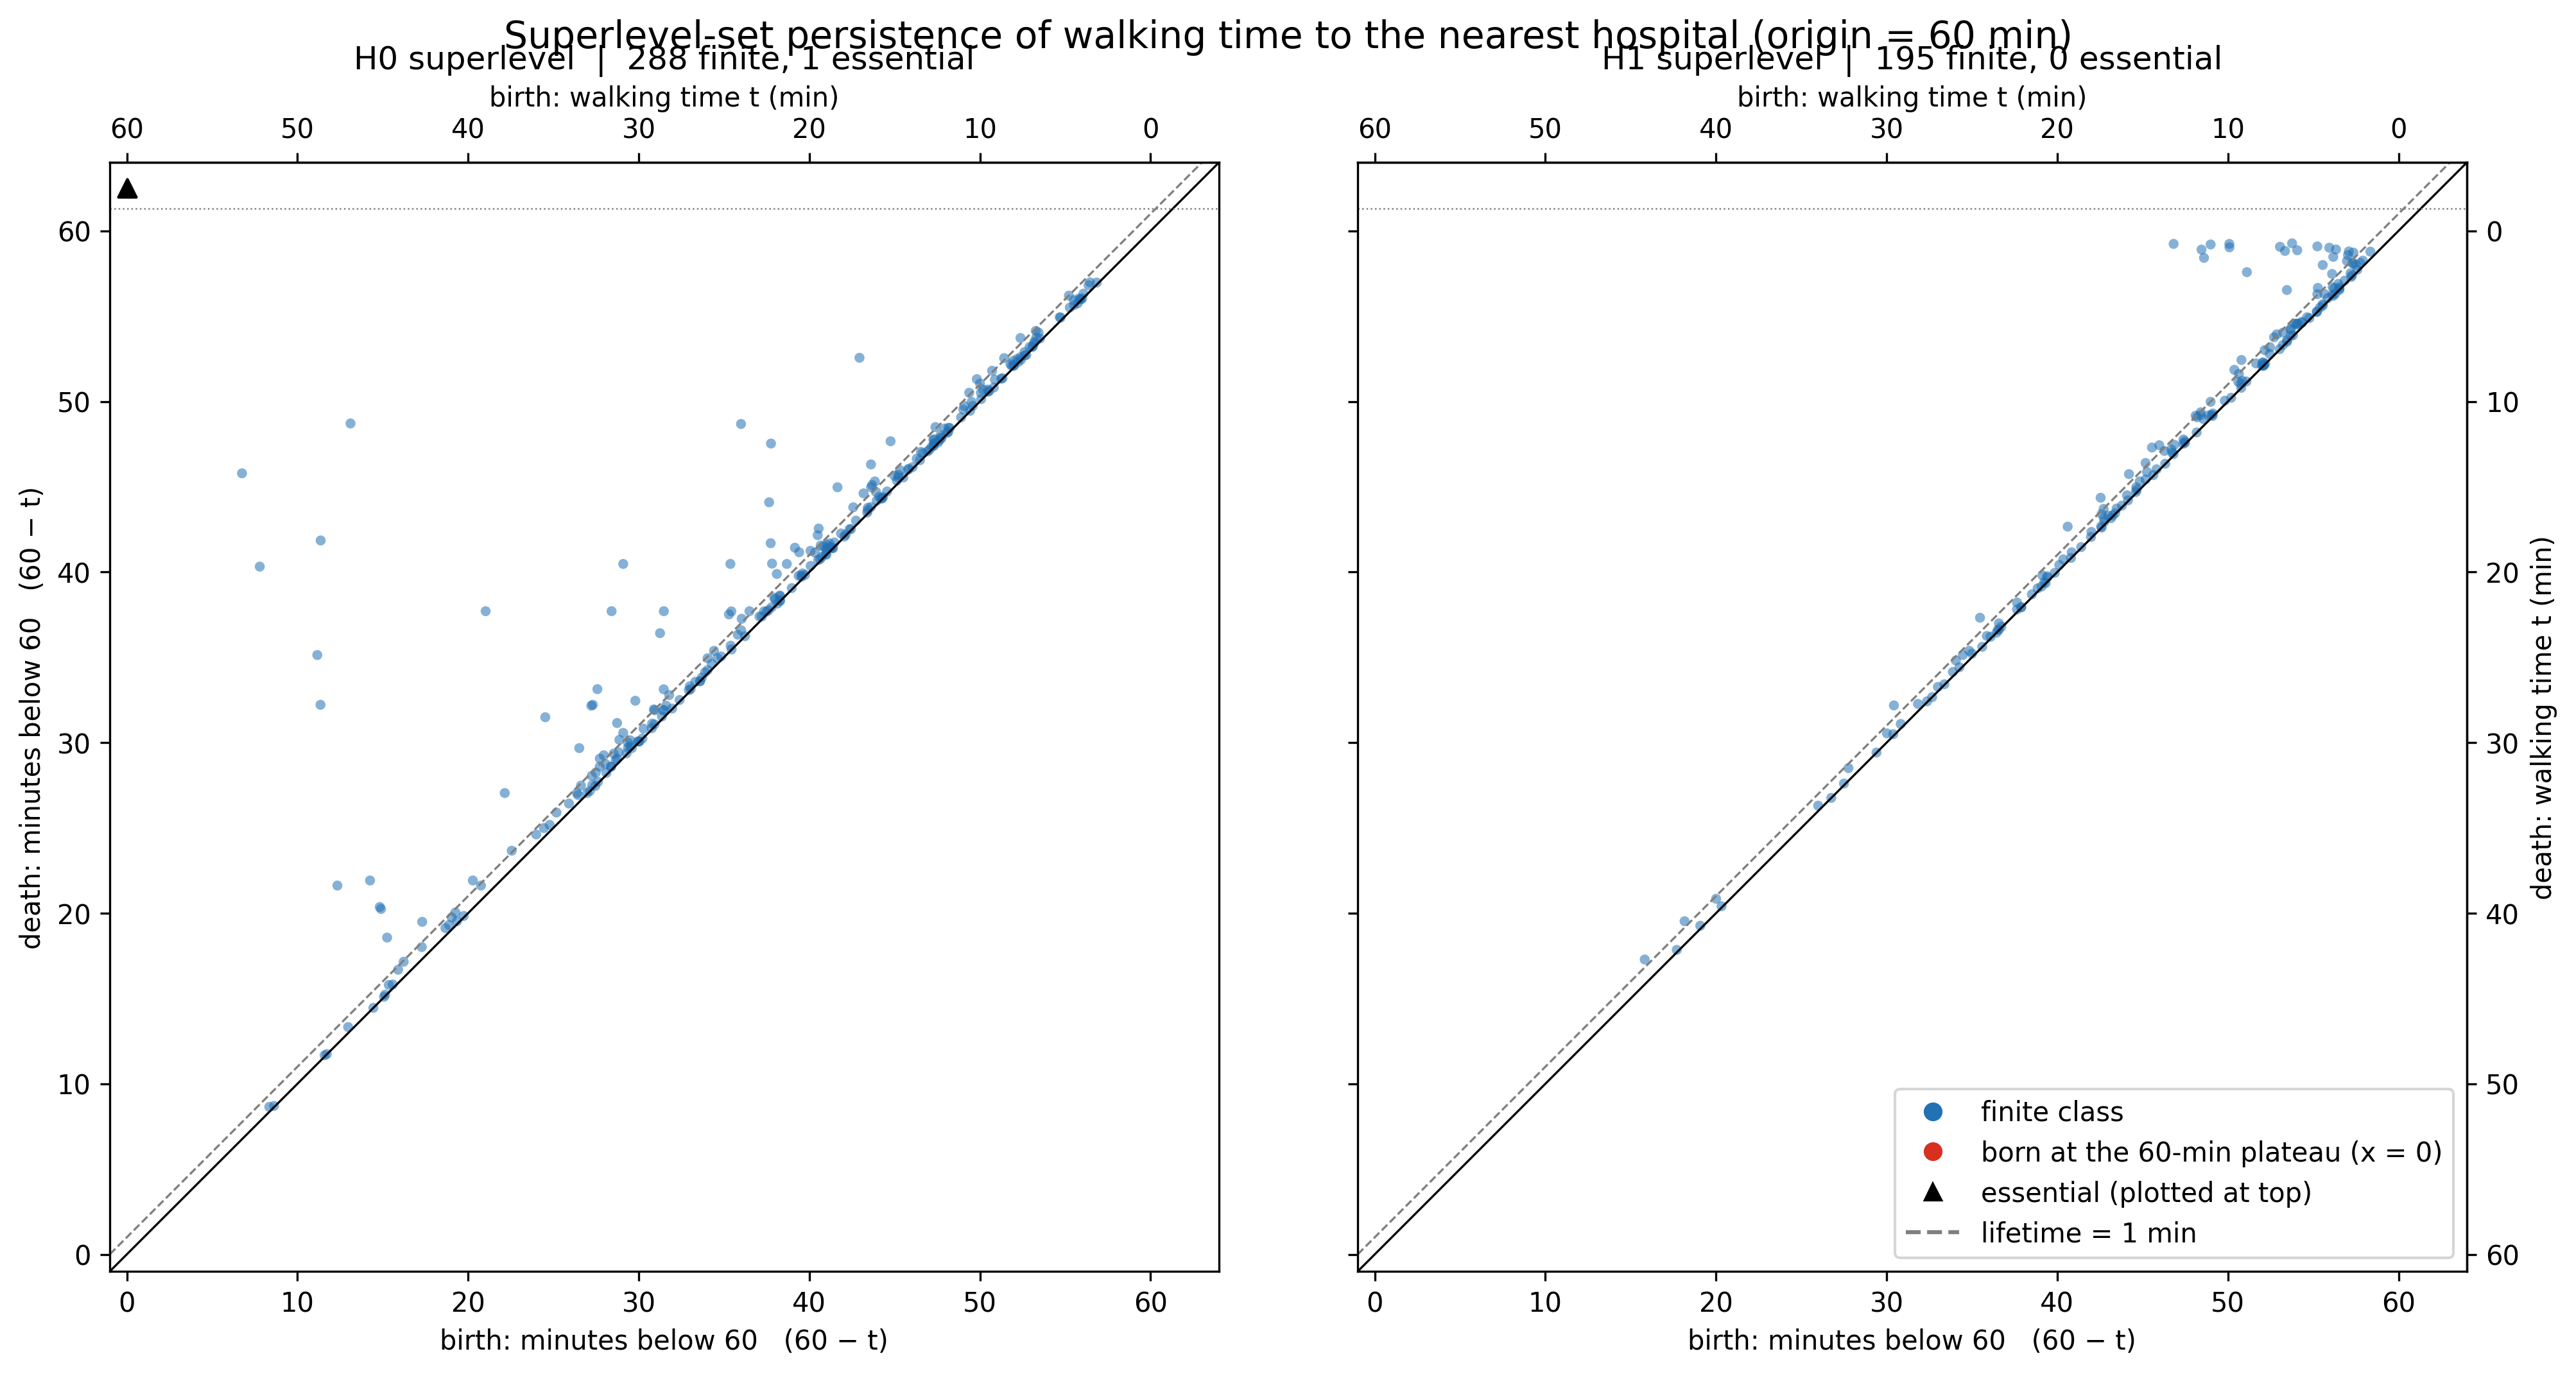 Superlevel-set persistence of walking time to the nearest hospital (origin = 60 min)
H0 superlevel | 288 finite, 1 essential
birth: walking time t (min)
60 50 40 30 20 10 0
death: minutes below 60 (60 − t)
60
50
40
30
20
10
0
0 10 20 30 40 50 60
birth: minutes below 60 (60 − t)
H1 superlevel | 195 finite, 0 essential
birth: walking time t (min)
60 50 40 30 20 10 0
0
10
20
30
40
50
60
death: walking time t (min)
finite class
born at the 60-min plateau (x = 0)
essential (plotted at top)
lifetime = 1 min
0 10 20 30 40 50 60
birth: minutes below 60 (60 − t)